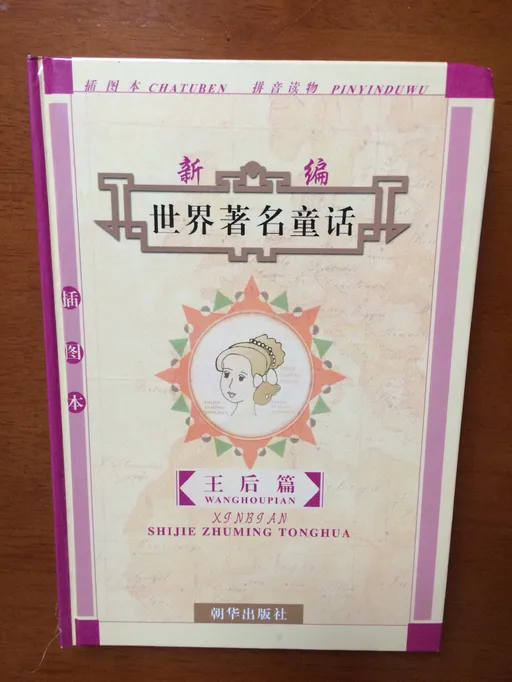 插图本 CHATUBEN 拼音读物 PINYINDUWU
新编
世界著名童话
插图本
王后篇
WANGHOUPIAN
XINBIAN
SHIJIE ZHUMING TONGHUA
朝华出版社